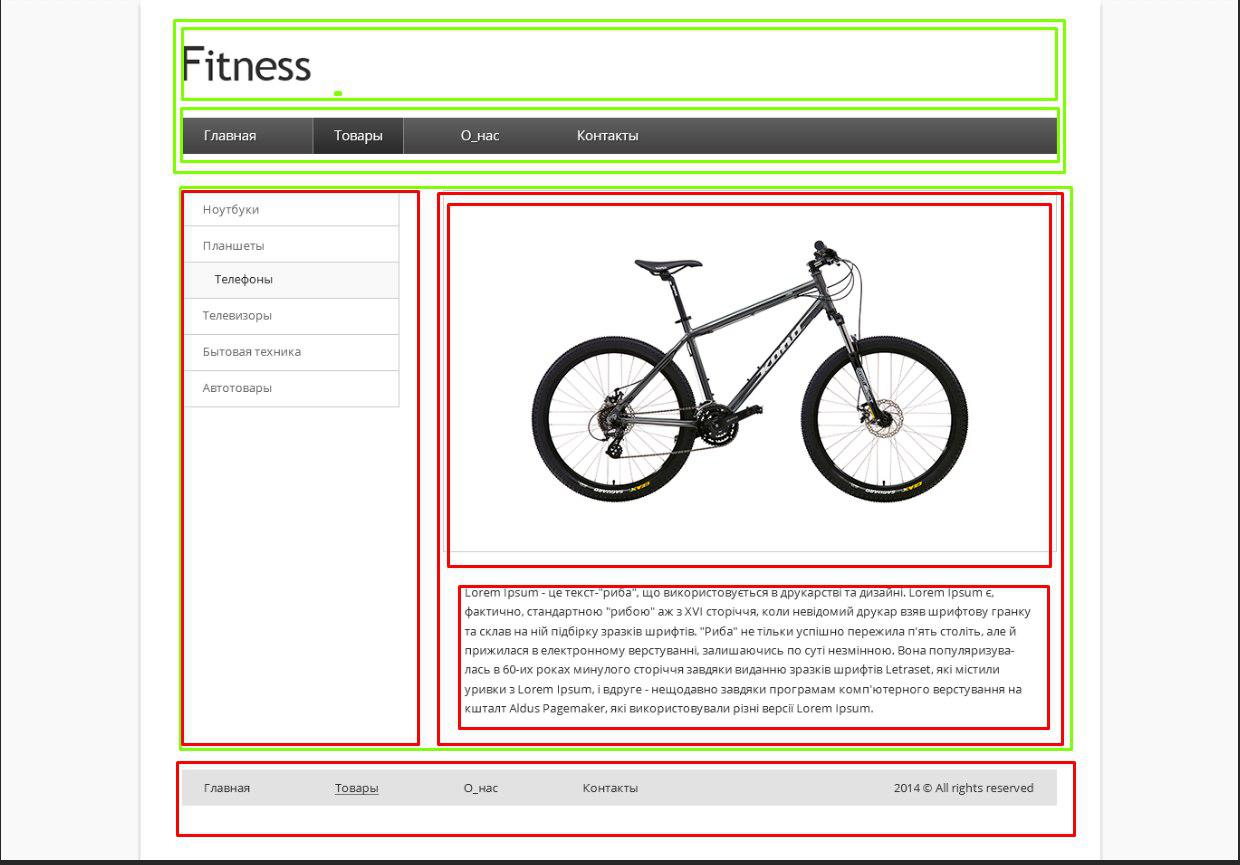 Fitness
Главная Товары О_нас Контакты
Ноутбуки
Планшеты
Телефоны
Телевизоры
Бытовая техника
Автотовары
KONA
Lorem Ipsum - це текст-"риба", що використовується в друкарстві та дизайні. Lorem Ipsum є,
фактично, стандартною "рибою" аж з XVI сторіччя, коли невідомий друкар взяв шрифтову гранку
та склав на ній підбірку зразків шрифтів. "Риба" не тільки успішно пережила п'ять століть, але й
прижилася в електронному верстуванні, залишаючись по суті незмінною. Вона популяризува-
лась в 60-их роках минулого сторіччя завдяки виданню зразків шрифтів Letraset, які містили
уривки з Lorem Ipsum, і вдруге - нещодавно завдяки програмам комп'ютерного верстування на
кшталт Aldus Pagemaker, які використовували різні версії Lorem Ipsum.
Главная Товары О_нас Контакты 2014 © All rights reserved